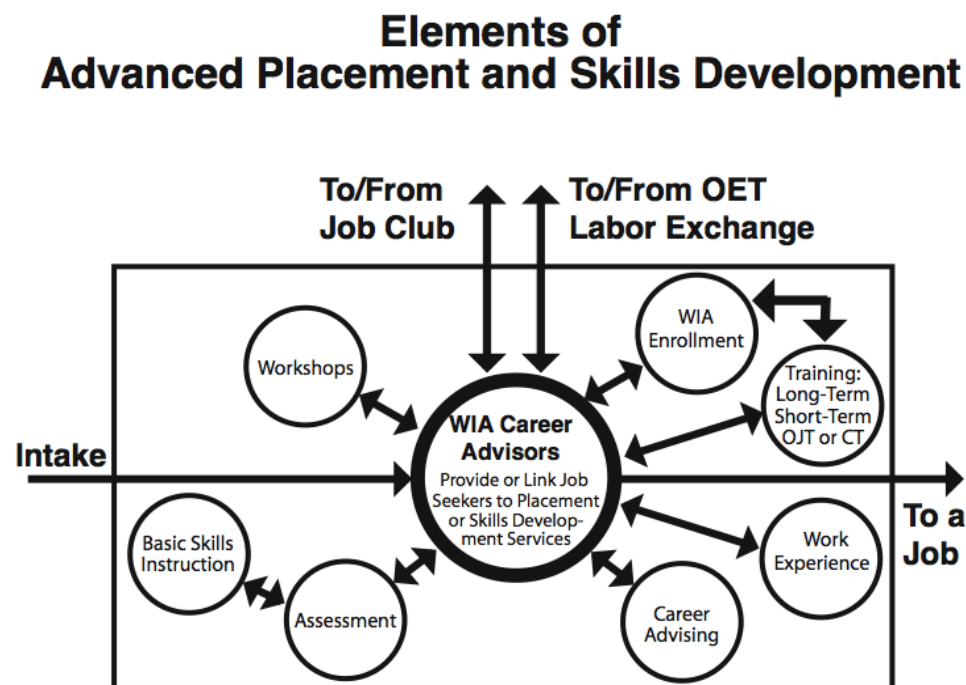 Elements of
Advanced Placement and Skills Development
To/From
Job Club
To/From OET
Labor Exchange
WIA
Enrollment
Workshops
Training:
Long-Term
Short-Term
OJT or CT
WIA Career
Advisors
Provide or Link Job
Seekers to Placement
or Skills Develop-
ment Services
Intake
To a
Job
Basic Skills
Instruction
Work
Experience
Assessment
Career
Advising